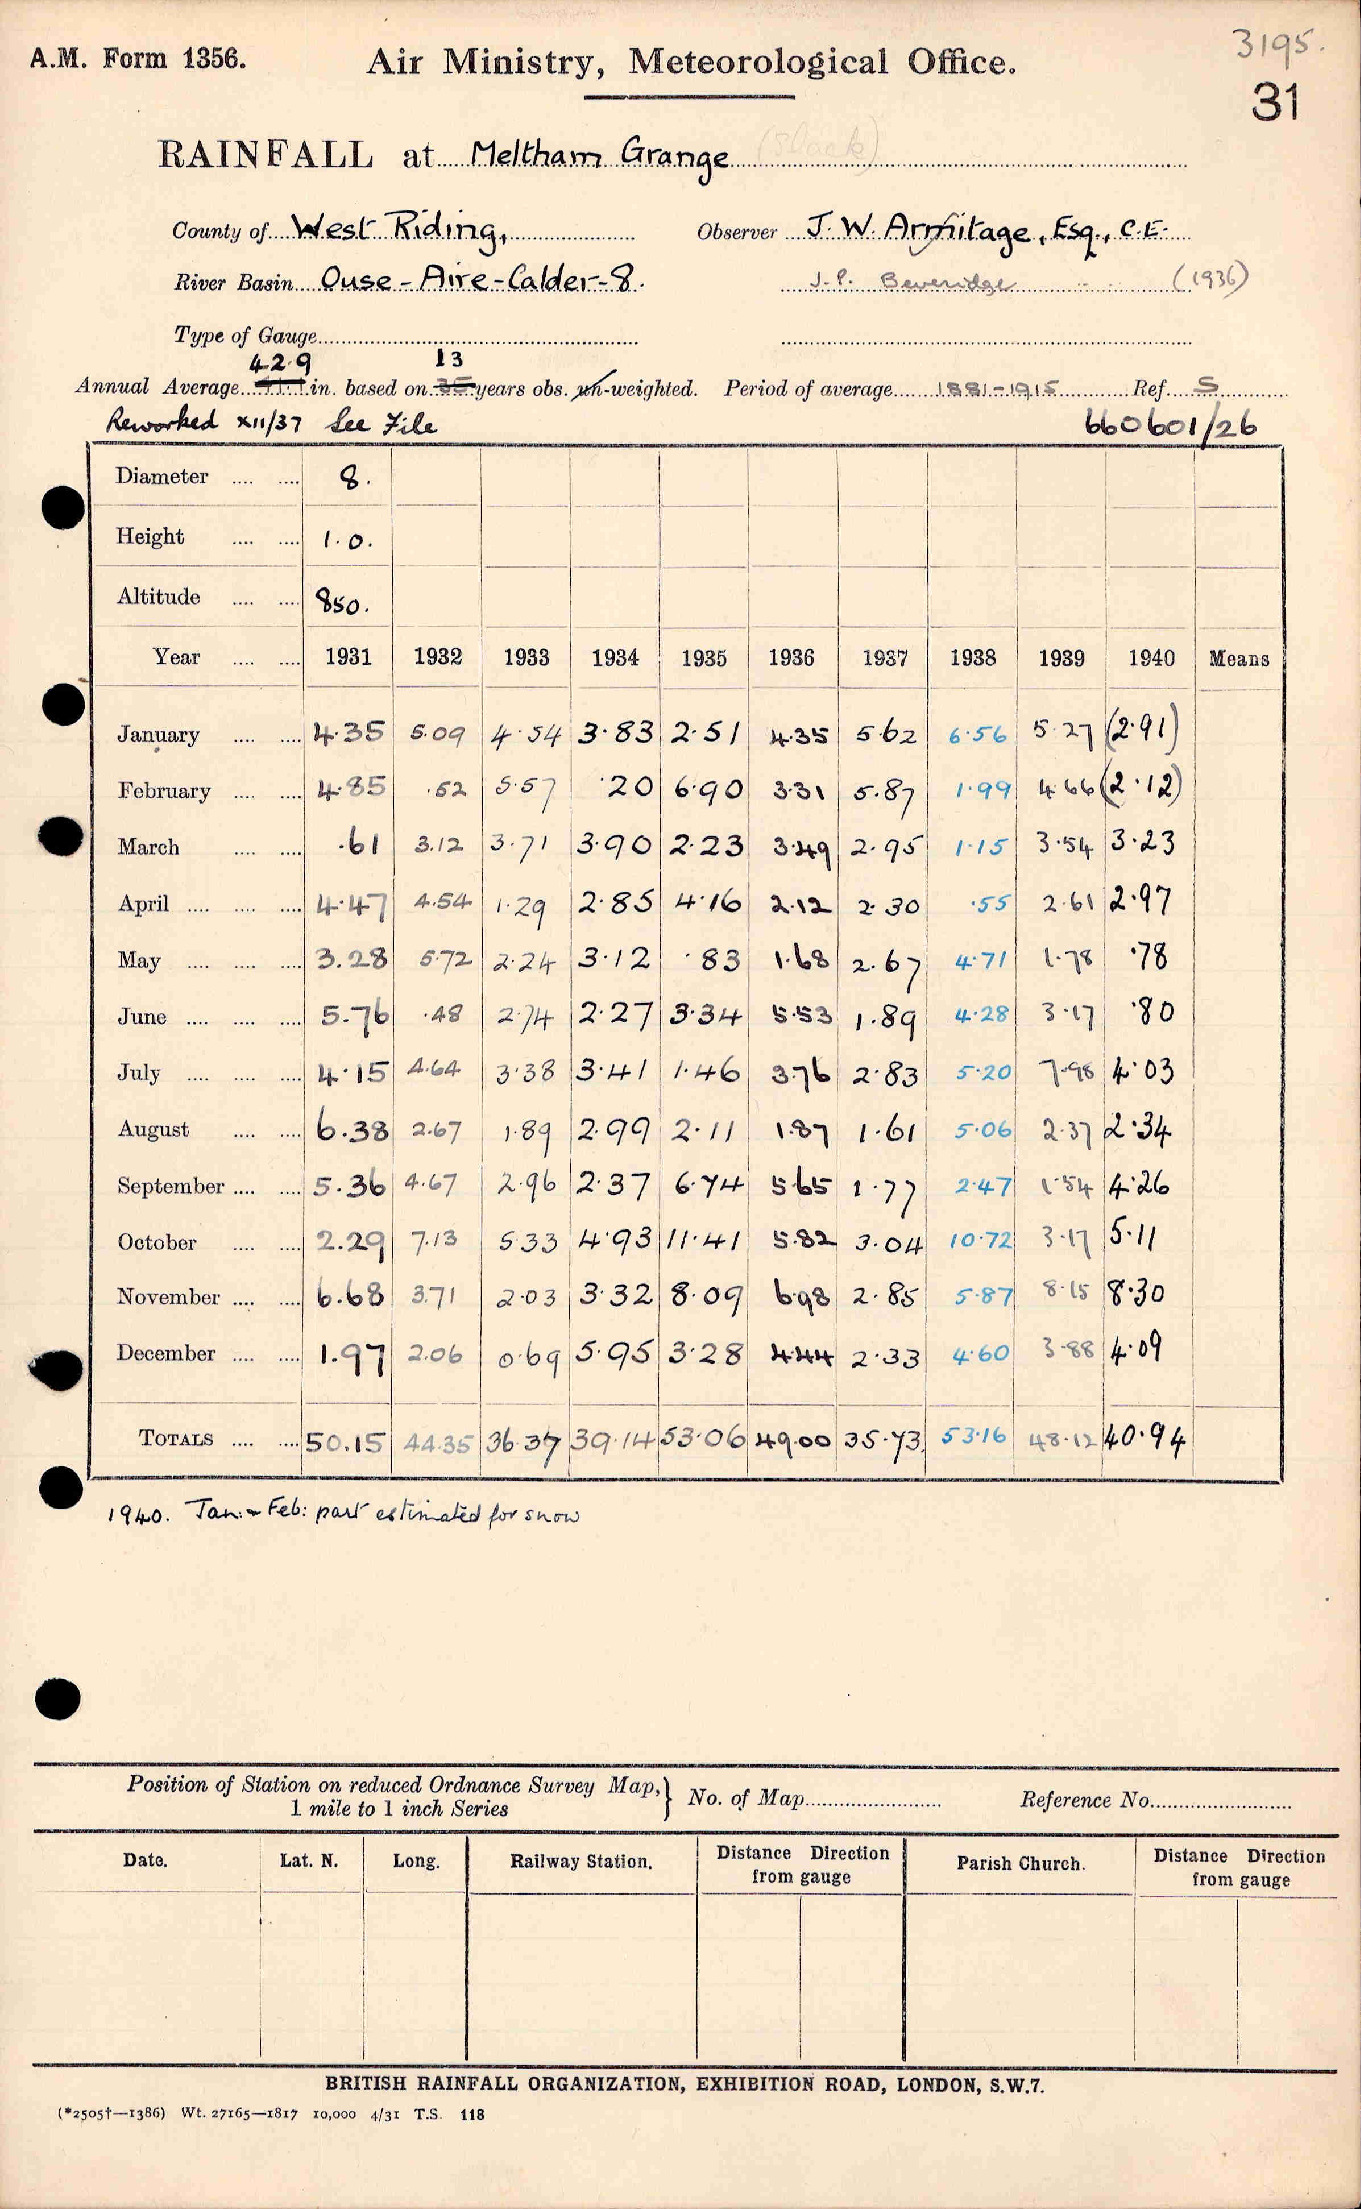 3195.
A.M. Form 1356. Air Ministry, Meteorological Office.
31
RAINFALL at Meltham Grange (Slack)
County of West Riding, Observer J. W. Armitage, Esq., C.E.
River Basin Ouse - Aire - Calder - 8. J. P. Beveridge (1936)
Type of Gauge
42.9 13
Annual Average in. based on 35 years obs. un-weighted. Period of average 1881-1915 Ref. S
Reworked XII/37 See File 660601/26
Diameter .... .... 8.
Height .... .... 1.0.
Altitude .... .... 850.
Year .... .... 1931 1932 1933 1934 1935 1936 1937 1938 1939 1940 Means
January .... .... 4.35 5.09 4.54 3.83 2.51 4.35 5.62 6.56 5.27 (2.91)
February .... .... 4.85 .52 5.57 .20 6.90 3.31 5.87 1.99 4.66 (2.12)
March .... .... .61 3.12 3.71 3.90 2.23 3.49 2.95 1.15 3.54 3.23
April .... .... .... 4.47 4.54 1.29 2.85 4.16 2.12 2.30 .55 2.61 2.97
May .... .... .... 3.28 5.72 2.24 3.12 .83 1.68 2.67 4.71 1.78 .78
June .... .... .... 5.76 .48 2.74 2.27 3.34 5.53 1.89 4.28 3.17 .80
July .... .... .... 4.15 4.64 3.38 3.41 1.46 3.76 2.83 5.20 7.98 4.03
August .... .... 6.38 2.67 1.89 2.99 2.11 1.87 1.61 5.06 2.37 2.34
September .... .... 5.36 4.67 2.96 2.37 6.74 5.65 1.77 2.47 1.54 4.26
October .... .... 2.29 7.13 5.33 4.93 11.41 5.82 3.04 10.72 3.17 5.11
November .... .... 6.68 3.71 2.03 3.32 8.09 6.98 2.85 5.87 8.15 8.30
December .... .... 1.97 2.06 0.69 5.95 3.28 4.44 2.33 4.60 3.88 4.09
TOTALS .... .... 50.15 44.35 36.37 39.14 53.06 49.00 35.73 53.16 48.12 40.94
1940. Jan: - Feb: part estimated for snow
Position of Station on reduced Ordnance Survey Map, } No. of Map Reference No.
1 mile to 1 inch Series
Date. Lat. N. Long. Railway Station. Distance Direction from gauge Parish Church. Distance Direction from gauge
BRITISH RAINFALL ORGANIZATION, EXHIBITION ROAD, LONDON, S.W.7.
(*2505†—1386) Wt. 27165—1817 10,000 4/31 T.S. 118